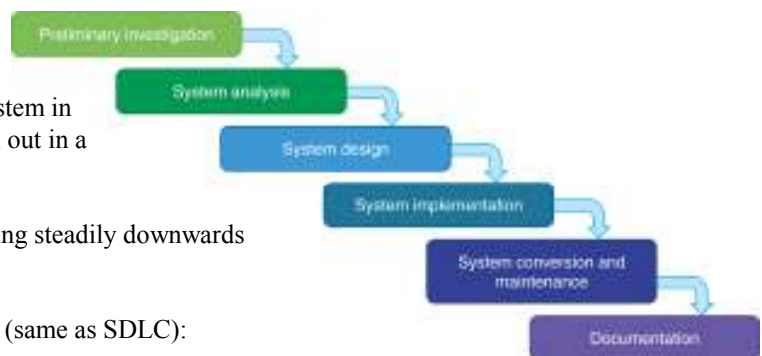 Preliminary investigation
System analysis
stem in
out in a
System design
System implementation
ng steadily downwards
System conversion and
maintenance
(same as SDLC):
Documentation